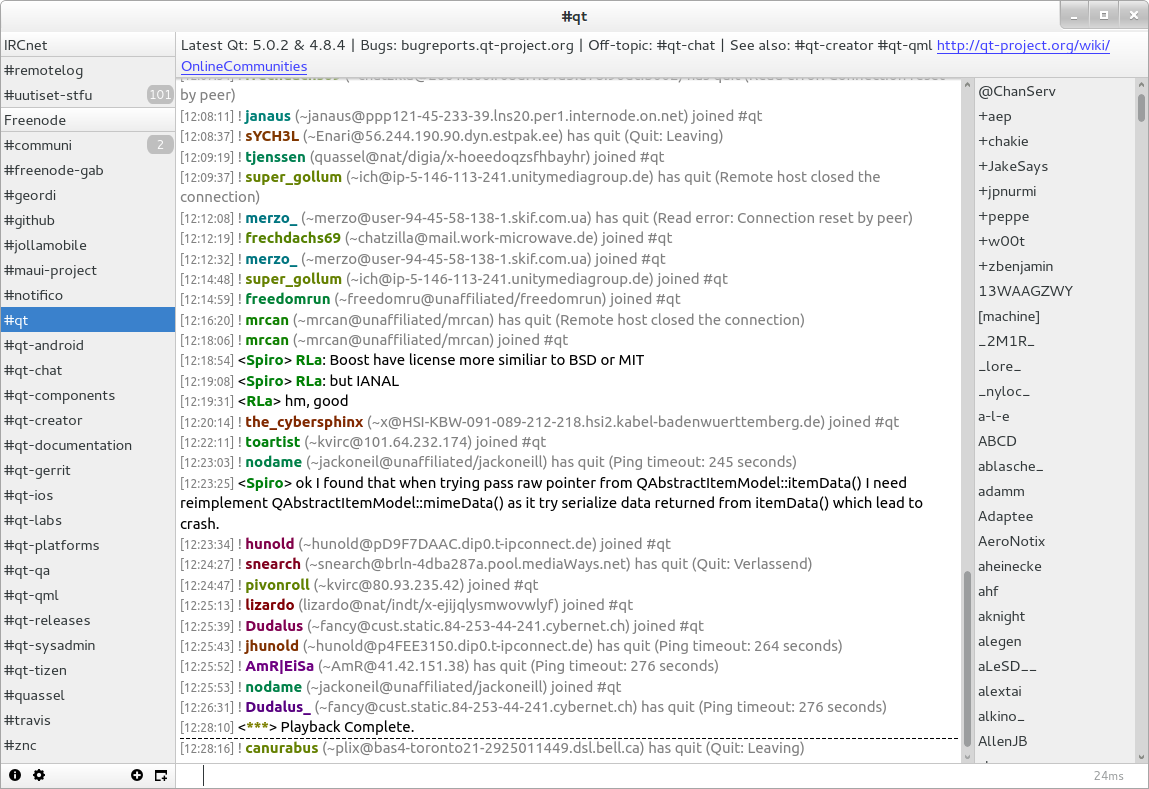 #qt
IRCnet
#remotelog
#uutiset-stfu 101
Freenode
#communi 2
#freenode-gab
#geordi
#github
#jollamobile
#maui-project
#notifico
#qt
#qt-android
#qt-chat
#qt-components
#qt-creator
#qt-documentation
#qt-gerrit
#qt-ios
#qt-labs
#qt-platforms
#qt-qa
#qt-qml
#qt-releases
#qt-sysadmin
#qt-tizen
#quassel
#travis
#znc
Latest Qt: 5.0.2 & 4.8.4 | Bugs: bugreports.qt-project.org | Off-topic: #qt-chat | See also: #qt-creator #qt-qml http://qt-project.org/wiki/
OnlineCommunities
by peer)
[12:08:11] ! janaus (~janaus@ppp121-45-233-39.lns20.per1.internode.on.net) joined #qt
[12:08:37] ! sYCH3L (~Enari@56.244.190.90.dyn.estpak.ee) has quit (Quit: Leaving)
[12:09:19] ! tjenssen (quassel@nat/digia/x-hoeedoqzsfhbayhr) joined #qt
[12:09:37] ! super_gollum (~ich@ip-5-146-113-241.unitymediagroup.de) has quit (Remote host closed the
connection)
[12:12:08] ! merzo_ (~merzo@user-94-45-58-138-1.skif.com.ua) has quit (Read error: Connection reset by peer)
[12:12:19] ! frechdachs69 (~chatzilla@mail.work-microwave.de) joined #qt
[12:12:32] ! merzo_ (~merzo@user-94-45-58-138-1.skif.com.ua) joined #qt
[12:14:48] ! super_gollum (~ich@ip-5-146-113-241.unitymediagroup.de) joined #qt
[12:14:59] ! freedomrun (~freedomru@unaffiliated/freedomrun) joined #qt
[12:16:20] ! mrcan (~mrcan@unaffiliated/mrcan) has quit (Remote host closed the connection)
[12:18:06] ! mrcan (~mrcan@unaffiliated/mrcan) joined #qt
[12:18:54] <Spiro> RLa: Boost have license more similiar to BSD or MIT
[12:19:08] <Spiro> RLa: but IANAL
[12:19:31] <RLa> hm, good
[12:20:14] ! the_cybersphinx (~x@HSI-KBW-091-089-212-218.hsi2.kabel-badenwuerttemberg.de) joined #qt
[12:22:11] ! toartist (~kvirc@101.64.232.174) joined #qt
[12:23:03] ! nodame (~jackoneil@unaffiliated/jackoneill) has quit (Ping timeout: 245 seconds)
[12:23:25] <Spiro> ok I found that when trying pass raw pointer from QAbstractItemModel::itemData() I need
reimplement QAbstractItemModel::mimeData() as it try serialize data returned from itemData() which lead to
crash.
[12:23:34] ! hunold (~hunold@pD9F7DAAC.dip0.t-ipconnect.de) joined #qt
[12:24:27] ! snearch (~snearch@brln-4dba287a.pool.mediaWays.net) has quit (Quit: Verlassend)
[12:24:47] ! pivonroll (~kvirc@80.93.235.42) joined #qt
[12:25:13] ! lizardo (lizardo@nat/indt/x-ejijqlysmwovwlyf) joined #qt
[12:25:39] ! Dudalus (~fancy@cust.static.84-253-44-241.cybernet.ch) joined #qt
[12:25:43] ! jhunold (~hunold@p4FEE3150.dip0.t-ipconnect.de) has quit (Ping timeout: 264 seconds)
[12:25:52] ! AmR|EiSa (~AmR@41.42.151.38) has quit (Ping timeout: 276 seconds)
[12:25:53] ! nodame (~jackoneil@unaffiliated/jackoneill) joined #qt
[12:26:31] ! Dudalus_ (~fancy@cust.static.84-253-44-241.cybernet.ch) has quit (Ping timeout: 276 seconds)
[12:28:10] <***> Playback Complete.
[12:28:16] ! canurabus (~plix@bas4-toronto21-2925011449.dsl.bell.ca) has quit (Quit: Leaving)
@ChanServ
+aep
+chakie
+JakeSays
+jpnurmi
+peppe
+w00t
+zbenjamin
13WAAGZWY
[machine]
_2M1R_
_lore_
_nyloc_
a-l-e
ABCD
ablasche_
adamm
Adaptee
AeroNotix
aheinecke
ahf
aknight
alegen
aLeSD__
alextai
alkino_
AllenJB
24ms